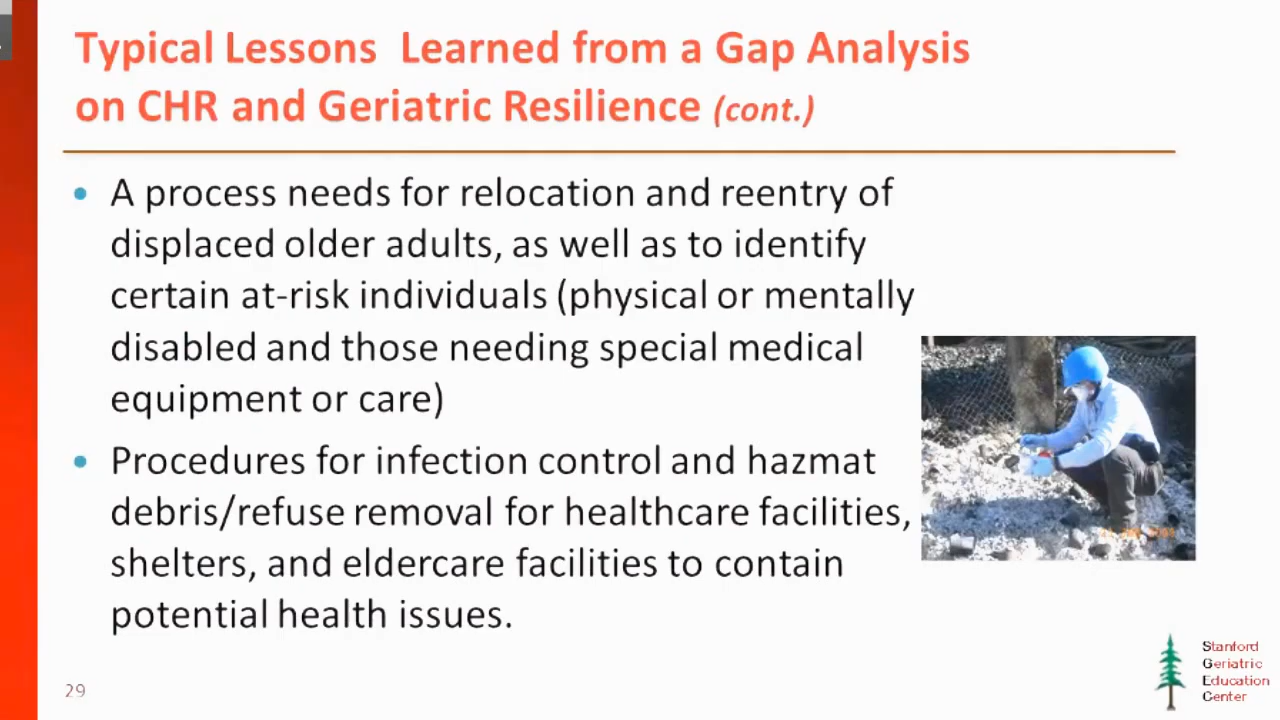 Typical Lessons Learned from a Gap Analysis
on CHR and Geriatric Resilience (cont.)
• A process needs for relocation and reentry of
displaced older adults, as well as to identify
certain at-risk individuals (physical or mentally
disabled and those needing special medical
equipment or care)
• Procedures for infection control and hazmat
debris/refuse removal for healthcare facilities,
shelters, and eldercare facilities to contain
potential health issues.
29
Stanford
Geriatric
Education
Center